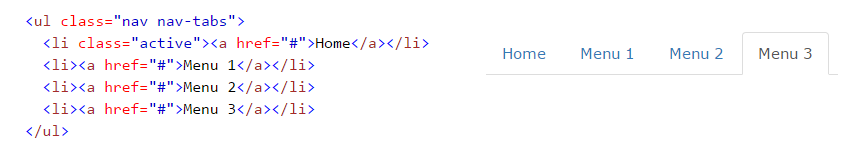 <ul class="nav nav-tabs">
<li class="active"><a href="#">Home</a></li>
<li><a href="#">Menu 1</a></li>
<li><a href="#">Menu 2</a></li>
<li><a href="#">Menu 3</a></li>
</ul>
Home Menu 1 Menu 2 Menu 3